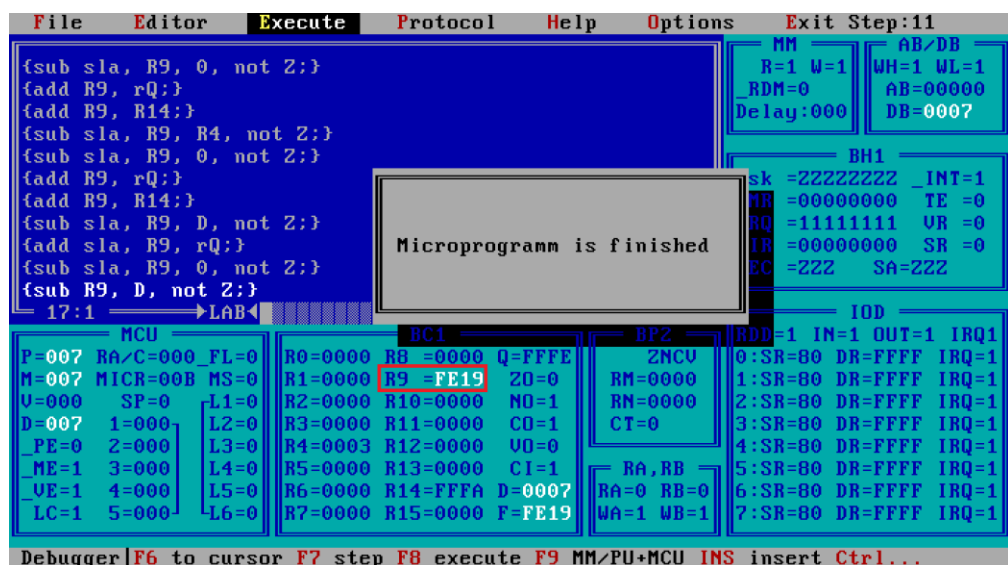 File Editor Execute Protocol Help Options Exit Step:11
{sub sla, R9, 0, not Z;}
{add R9, rQ;}
{add R9, R14;}
{sub sla, R9, R4, not Z;}
{sub sla, R9, 0, not Z;}
{add R9, rQ;}
{add R9, R14;}
{sub sla, R9, D, not Z;}
{add sla, R9, rQ;}
{sub sla, R9, 0, not Z;}
{sub R9, D, not Z;}
17:1 LAB
MM
R=1 W=1
_RDM=0
Delay:000
AB/DB
WH=1 WL=1
AB=00000
DB=0007
BH1
sk =ZZZZZZZZ _INT=1
MR =00000000 TE =0
RQ =11111111 VR =0
IR =00000000 SR =0
EC =ZZZ SA=ZZZ
Microprogramm is finished
MCU
P=007 RA/C=000 _FL=0
M=007 MICR=00B MS=0
V=000 SP=0 L1=0
D=007 1=000 L2=0
_PE=0 2=000 L3=0
_ME=1 3=000 L4=0
_VE=1 4=000 L5=0
LC=1 5=000 L6=0
BC1
R0=0000 R8 =0000 Q=FFFE
R1=0000 R9 =FE19 ZO=0
R2=0000 R10=0000 NO=1
R3=0000 R11=0000 CO=1
R4=0003 R12=0000 VO=0
R5=0000 R13=0000 CI=1
R6=0000 R14=FFFA D=0007
R7=0000 R15=0000 F=FE19
BP2
ZNCV
RM=0000
RN=0000
CT=0
RA,RB
RA=0 RB=0
WA=1 WB=1
IOD
RDD=1 IN=1 OUT=1 IRQ1
0:SR=80 DR=FFFF IRQ=1
1:SR=80 DR=FFFF IRQ=1
2:SR=80 DR=FFFF IRQ=1
3:SR=80 DR=FFFF IRQ=1
4:SR=80 DR=FFFF IRQ=1
5:SR=80 DR=FFFF IRQ=1
6:SR=80 DR=FFFF IRQ=1
7:SR=80 DR=FFFF IRQ=1
Debugger|F6 to cursor F7 step F8 execute F9 MM/PU+MCU INS insert Ctrl...